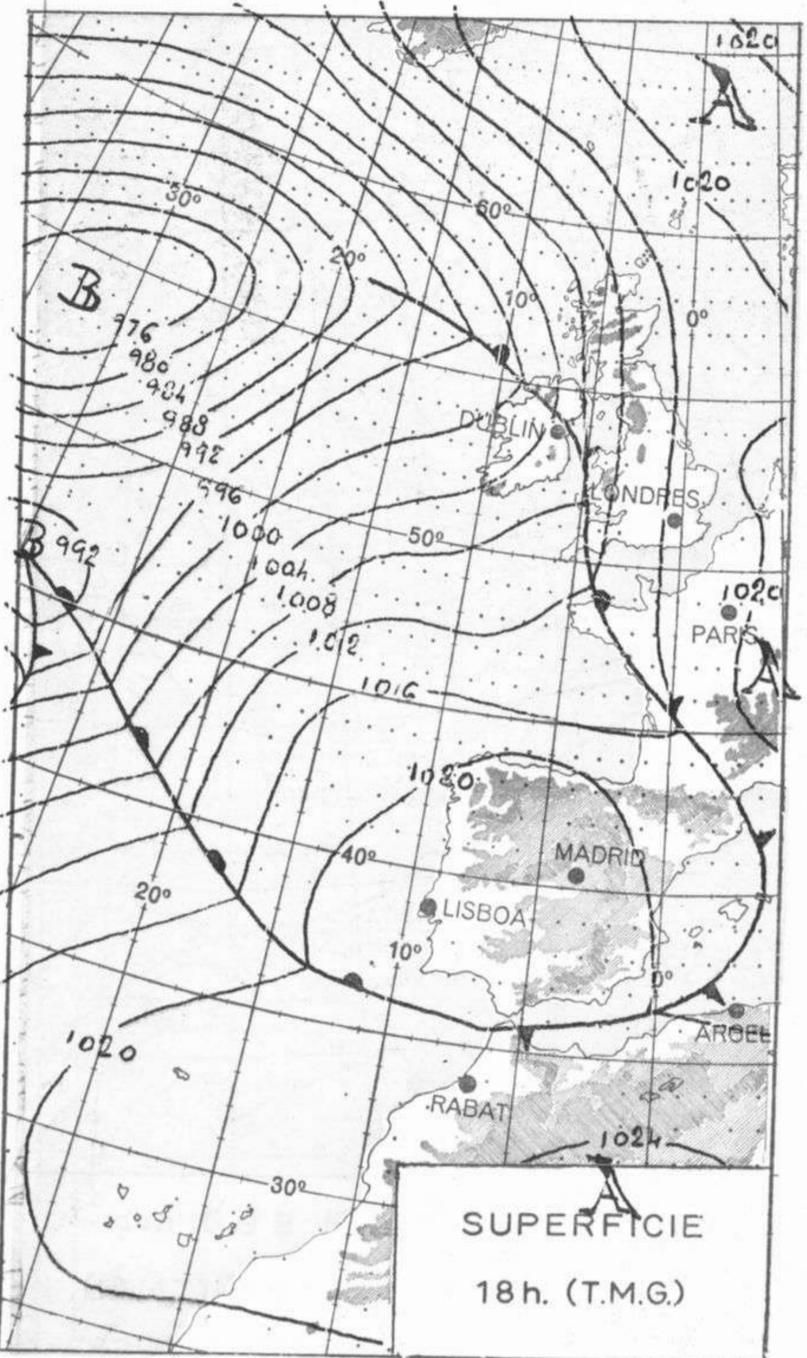 1020
A
1020
30°
60°
20°
B
10°
0°
976
980
984
988
DUBLIN
992
996
LONDRES
1000
50°
B 992
1004
1008
1020
1012
PARIS
1016
A
1020
40°
MADRID
20°
LISBOA
10°
0°
1020
ARGEL
RABAT
1024
30°
A
SUPERFICIE
18h. (T.M.G.)